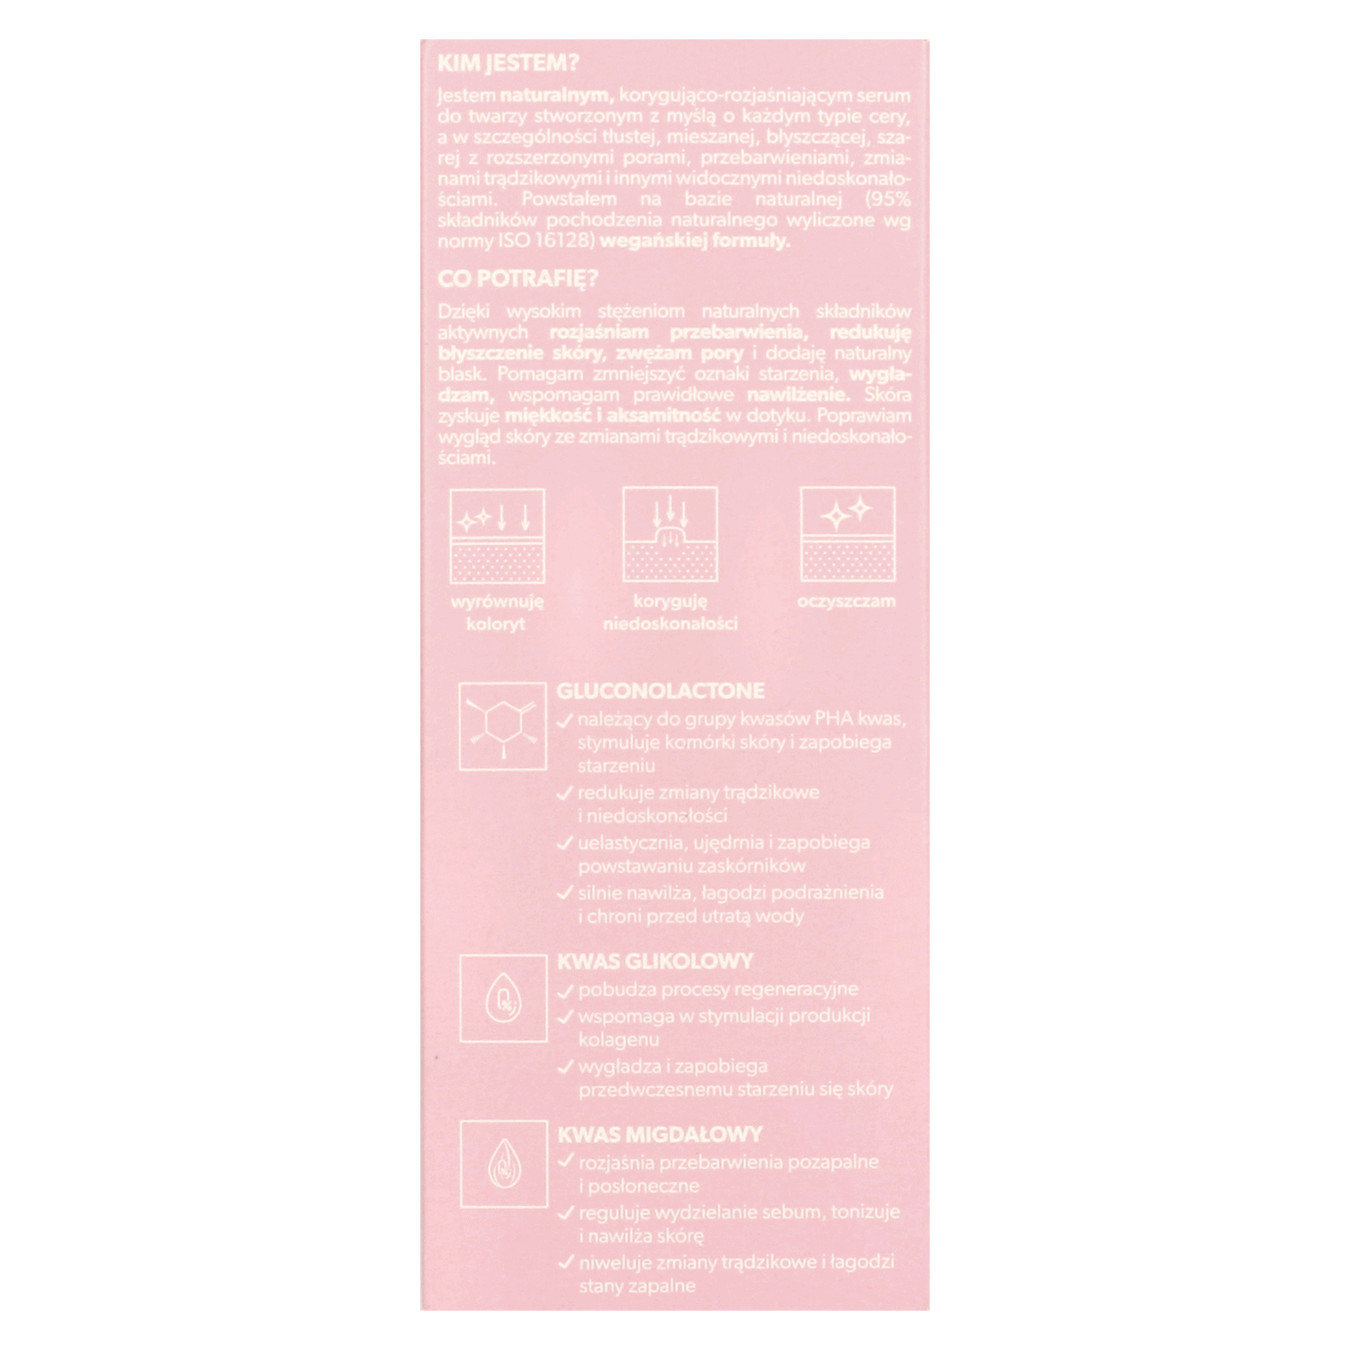 KIM JESTEM?
Jestem naturalnym, korygująco-rozjaśniającym serum
do twarzy stworzonym z myślą o każdym typie cery,
a w szczególności tłustej, mieszanej, błyszczącej, sza-
rej z rozszerzonymi porami, przebarwieniami, zmia-
nami trądzikowymi i innymi widocznymi niedoskonało-
ściami. Powstałem na bazie naturalnej (95%
składników pochodzenia naturalnego wyliczone wg
normy ISO 16128) wegańskiej formuły.
CO POTRAFIĘ?
Dzięki wysokim stężeniom naturalnych składników
aktywnych rozjaśniam przebarwienia, redukuję
błyszczenie skóry, zwężam pory i dodaję naturalny
blask. Pomagam zmniejszyć oznaki starzenia, wygła-
dzam, wspomagam prawidłowe nawilżenie. Skóra
zyskuje miękkość i aksamitność w dotyku. Poprawiam
wygląd skóry ze zmianami trądzikowymi i niedoskonało-
ściami.
wyrównuję koryguję oczyszczam
koloryt niedoskonałości
GLUCONOLACTONE
należący do grupy kwasów PHA kwas,
stymuluje komórki skóry i zapobiega
starzeniu
redukuje zmiany trądzikowe
i niedoskonałości
uelastycznia, ujędrnia i zapobiega
powstawaniu zaskórników
silnie nawilża, łagodzi podrażnienia
i chroni przed utratą wody
KWAS GLIKOLOWY
pobudza procesy regeneracyjne
wspomaga w stymulacji produkcji
kolagenu
wygładza i zapobiega
przedwczesnemu starzeniu się skóry
KWAS MIGDAŁOWY
rozjaśnia przebarwienia pozapalne
i posłoneczne
reguluje wydzielanie sebum, tonizuje
i nawilża skórę
niweluje zmiany trądzikowe i łagodzi
stany zapalne